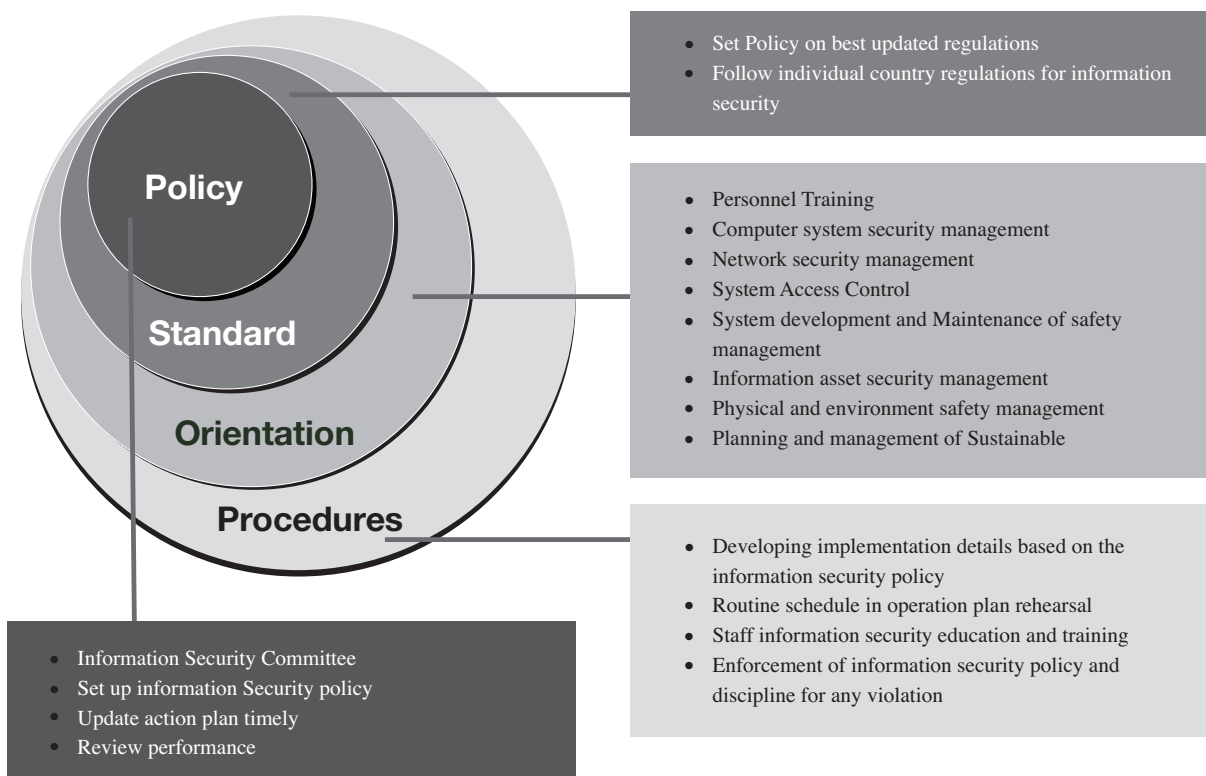 Policy
Standard
Orientation
Procedures
• Set Policy on best updated regulations
• Follow individual country regulations for information
security
• Personnel Training
• Computer system security management
• Network security management
• System Access Control
• System development and Maintenance of safety
management
• Information asset security management
• Physical and environment safety management
• Planning and management of Sustainable
• Developing implementation details based on the
information security policy
• Routine schedule in operation plan rehearsal
• Staff information security education and training
• Enforcement of information security policy and
discipline for any violation
• Information Security Committee
• Set up information Security policy
• Update action plan timely
• Review performance